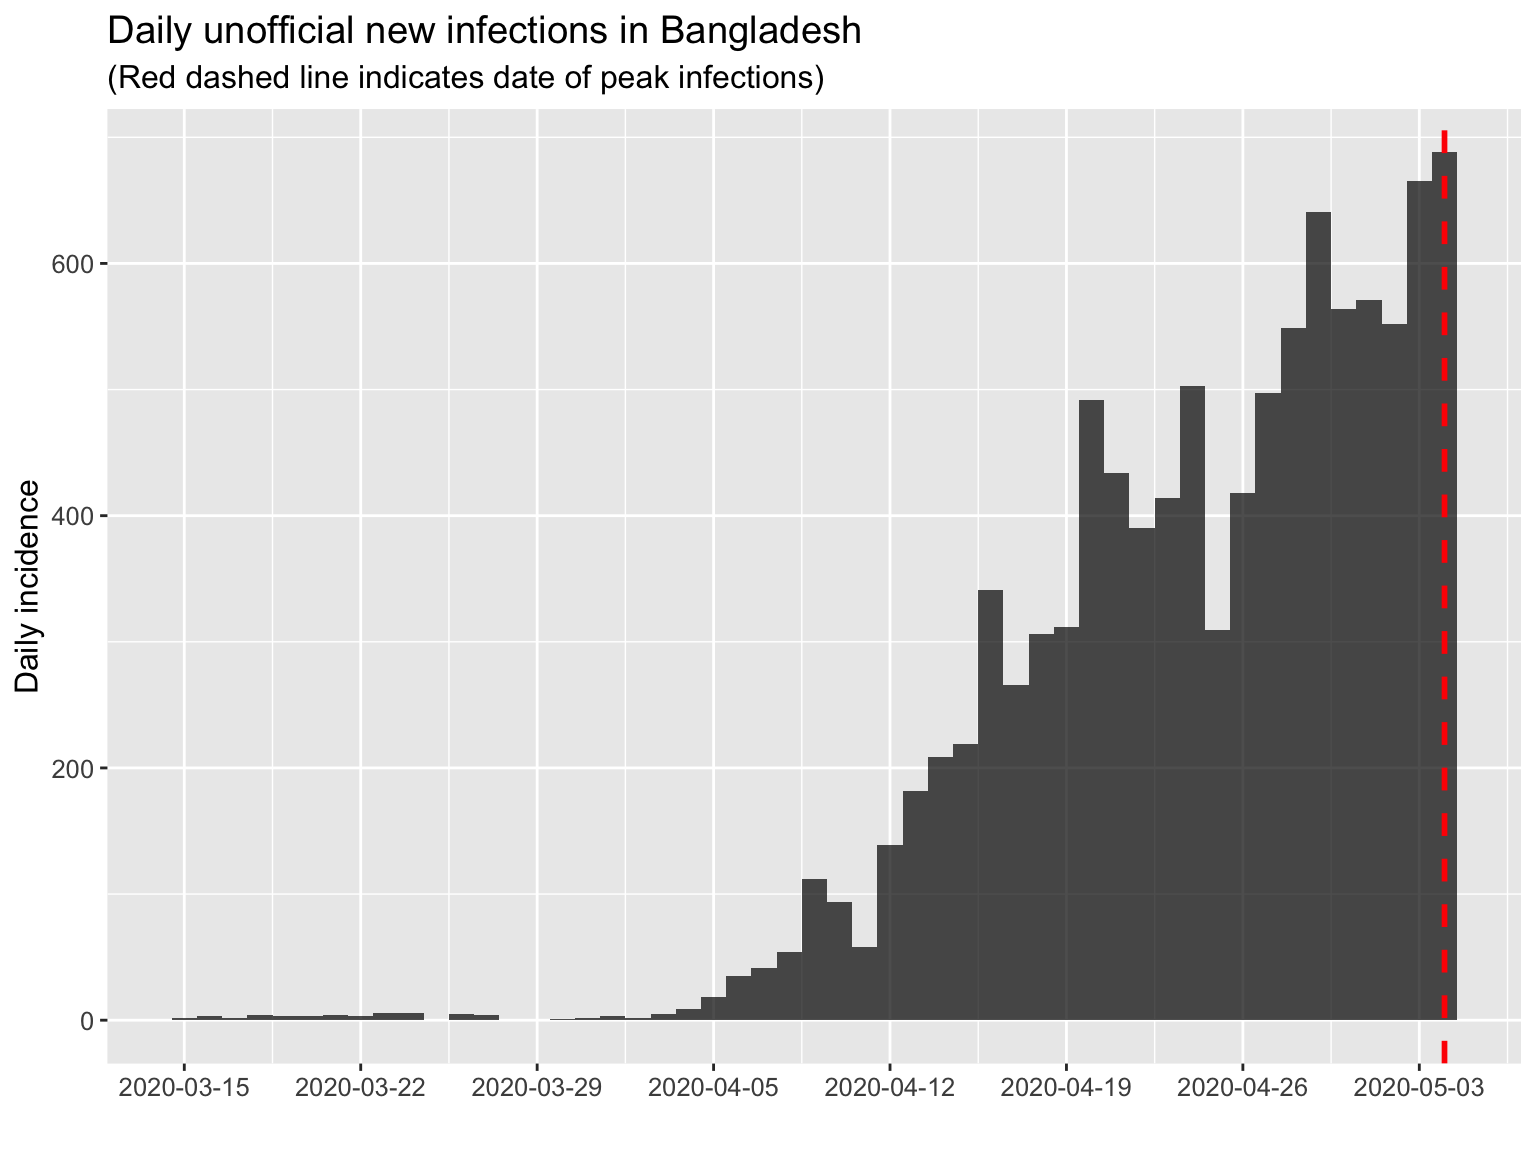 Daily unofficial new infections in Bangladesh
(Red dashed line indicates date of peak infections)
Daily incidence
600
400
200
0
2020-03-15 2020-03-22 2020-03-29 2020-04-05 2020-04-12 2020-04-19 2020-04-26 2020-05-03